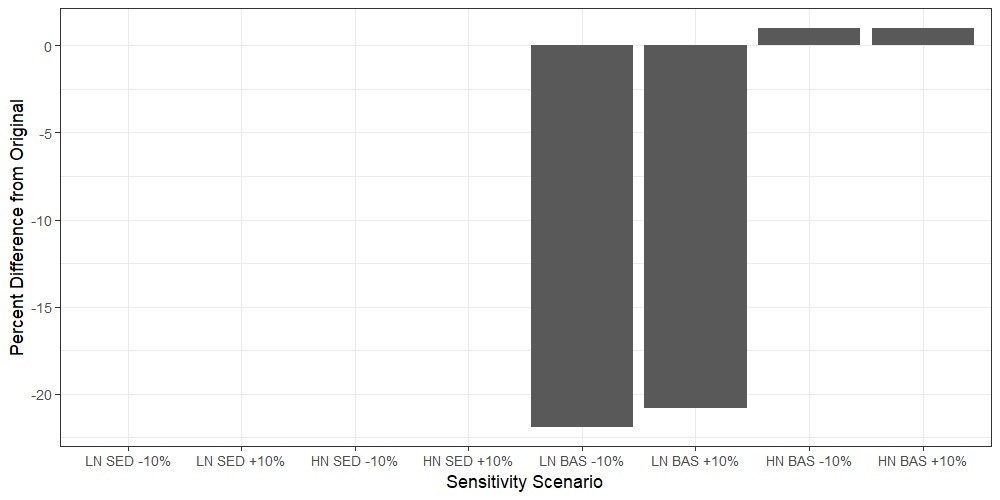 Percent Difference from Original
0
-5
-10
-15
-20
LN SED -10% LN SED +10% HN SED -10% HN SED +10% LN BAS -10% LN BAS +10% HN BAS -10% HN BAS +10%
Sensitivity Scenario